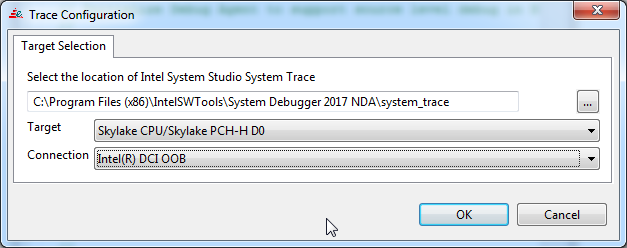 Trace Configuration
Target Selection
Select the location of Intel System Studio System Trace
C:\Program Files (x86)\IntelSWTools\System Debugger 2017 NDA\system_trace
...
Target
Skylake CPU/Skylake PCH-H D0
Connection
Intel(R) DCI OOB
OK
Cancel